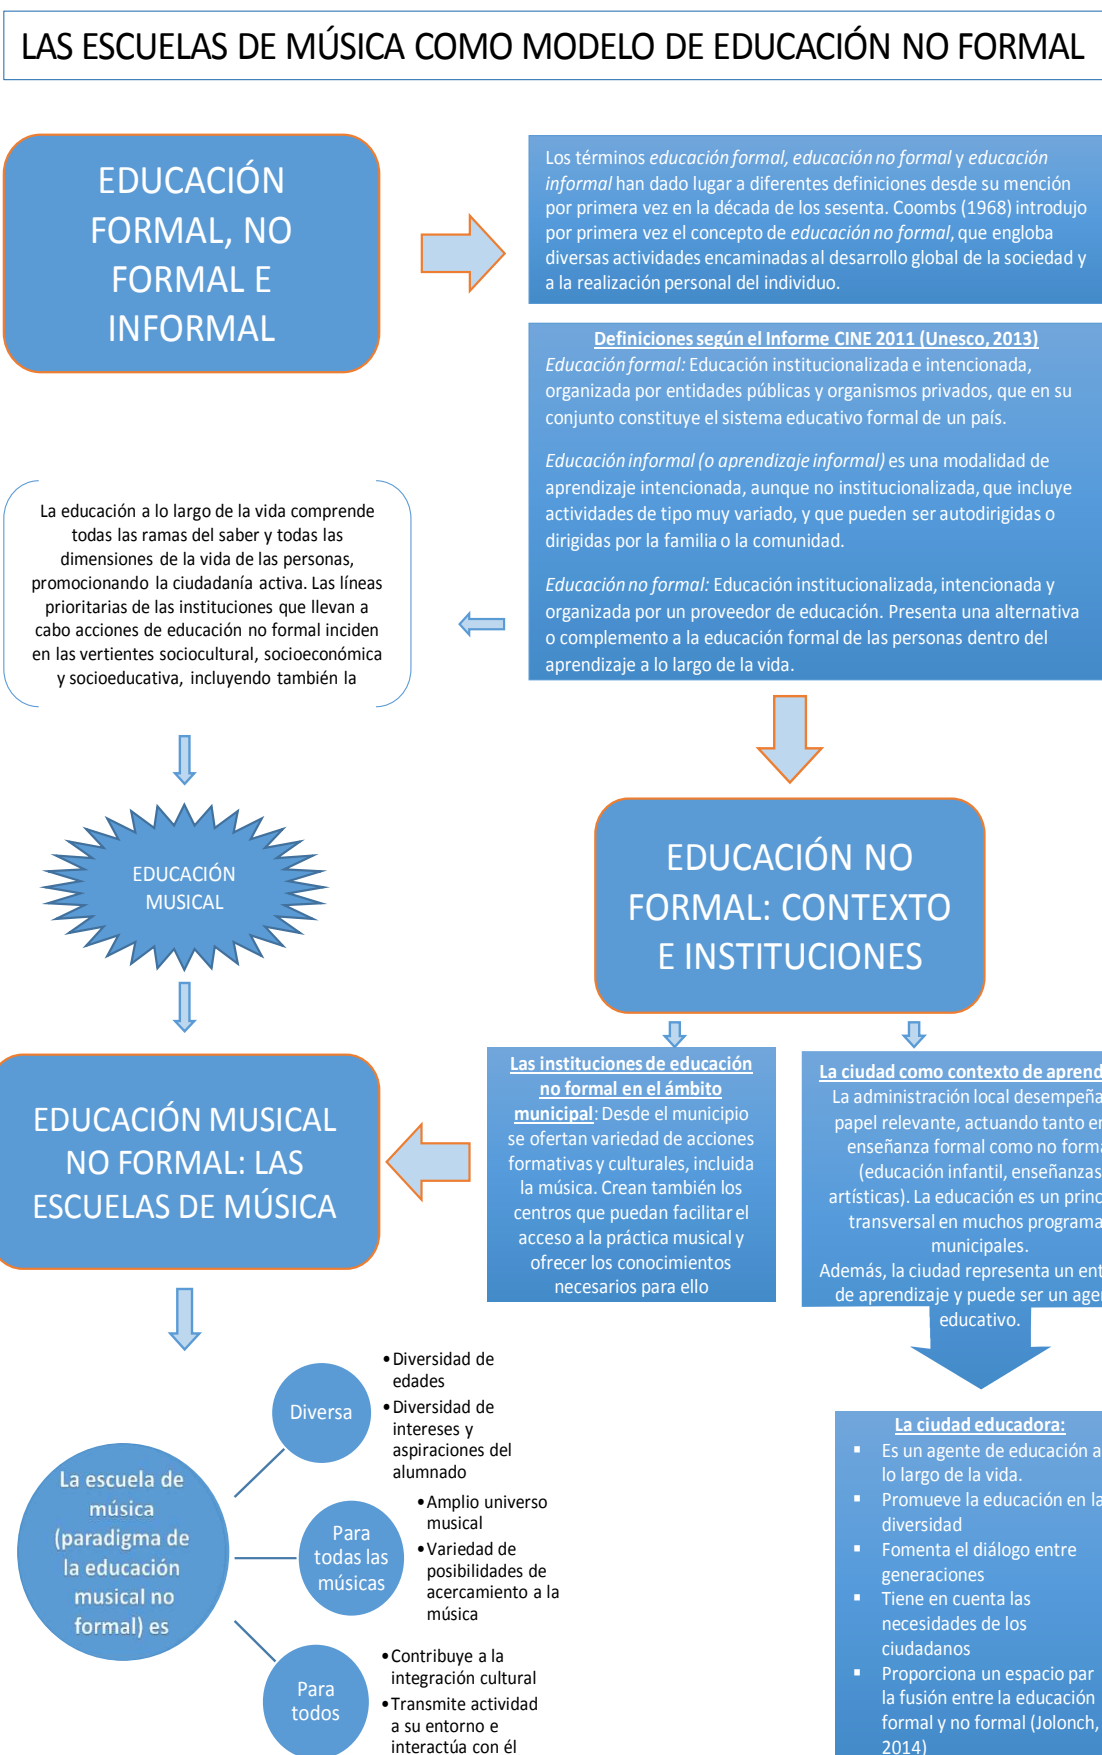 LAS ESCUELAS DE MÚSICA COMO MODELO DE EDUCACIÓN NO FORMAL
EDUCACIÓN
FORMAL, NO
FORMAL E
INFORMAL
Los términos educación formal, educación no formal y educación
informal han dado lugar a diferentes definiciones desde su mención
por primera vez en la década de los sesenta. Coombs (1968) introdujo
por primera vez el concepto de educación no formal, que engloba
diversas actividades encaminadas al desarrollo global de la sociedad y
a la realización personal del individuo.
Definiciones según el Informe CINE 2011 (Unesco, 2013)
Educación formal: Educación institucionalizada e intencionada,
organizada por entidades públicas y organismos privados, que en su
conjunto constituye el sistema educativo formal de un país.
Educación informal (o aprendizaje informal) es una modalidad de
aprendizaje intencionada, aunque no institucionalizada, que incluye
actividades de tipo muy variado, y que pueden ser autodirigidas o
dirigidas por la familia o la comunidad.
Educación no formal: Educación institucionalizada, intencionada y
organizada por un proveedor de educación. Presenta una alternativa
o complemento a la educación formal de las personas dentro del
aprendizaje a lo largo de la vida.
La educación a lo largo de la vida comprende
todas las ramas del saber y todas las
dimensiones de la vida de las personas,
promocionando la ciudadanía activa. Las líneas
prioritarias de las instituciones que llevan a
cabo acciones de educación no formal inciden
en las vertientes sociocultural, socioeconómica
y socioeducativa, incluyendo también la
EDUCACIÓN
MUSICAL
EDUCACIÓN NO
FORMAL: CONTEXTO
E INSTITUCIONES
EDUCACIÓN MUSICAL
NO FORMAL: LAS
ESCUELAS DE MÚSICA
Las instituciones de educación
no formal en el ámbito
municipal: Desde el municipio
se ofertan variedad de acciones
formativas y culturales, incluida
la música. Crean también los
centros que puedan facilitar el
acceso a la práctica musical y
ofrecer los conocimientos
necesarios para ello
La ciudad como contexto de aprend
La administración local desempeña
papel relevante, actuando tanto en
enseñanza formal como no forma
(educación infantil, enseñanzas
artísticas). La educación es un princ
transversal en muchos programa
municipales.
Además, la ciudad representa un ent
de aprendizaje y puede ser un age
educativo.
La ciudad educadora:
▪ Es un agente de educación a
lo largo de la vida.
▪ Promueve la educación en la
diversidad
▪ Fomenta el diálogo entre
generaciones
▪ Tiene en cuenta las
necesidades de los
ciudadanos
▪ Proporciona un espacio par
la fusión entre la educación
formal y no formal (Jolonch,
2014)
La escuela de
música
(paradigma de
la educación
musical no
formal) es
Diversa
•Diversidad de
edades
•Diversidad de
intereses y
aspiraciones del
alumnado
Para
todas las
músicas
•Amplio universo
musical
•Variedad de
posibilidades de
acercamiento a la
música
Para
todos
•Contribuye a la
integración cultural
•Transmite actividad
a su entorno e
interactúa con él